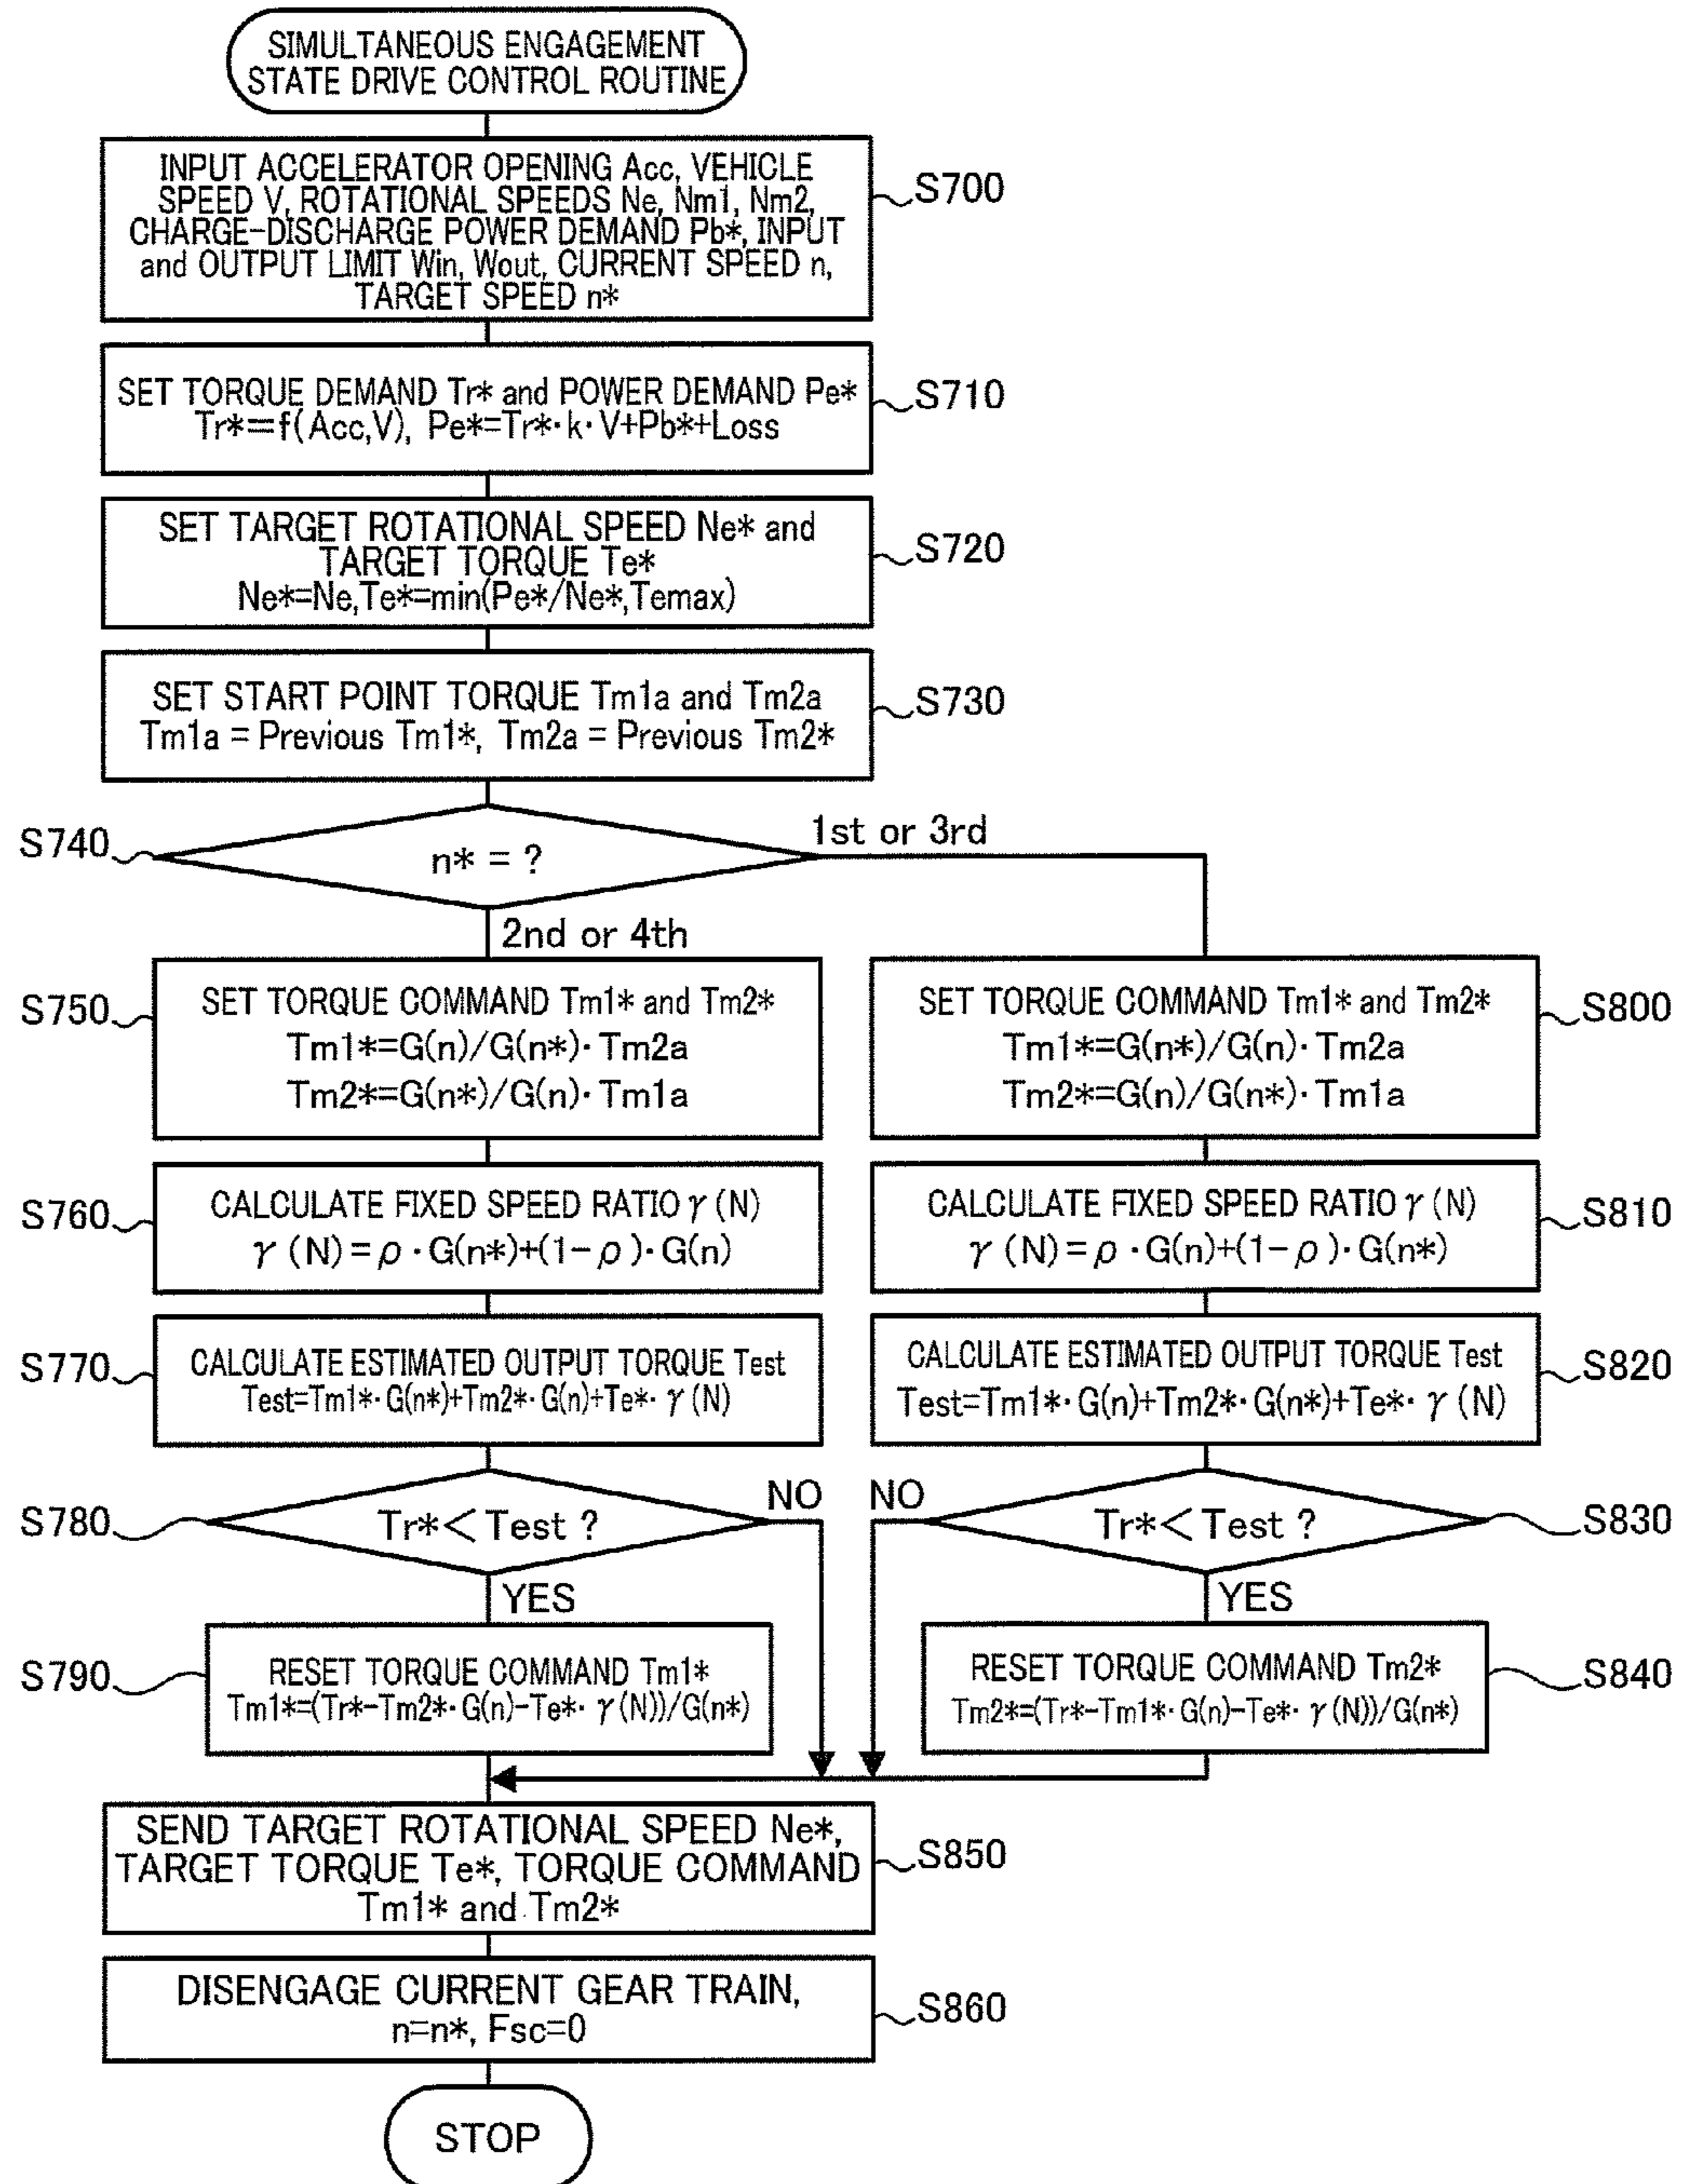 SIMULTANEOUS ENGAGEMENT
STATE DRIVE CONTROL ROUTINE
INPUT ACCELERATOR OPENING Acc, VEHICLE
SPEED V, ROTATIONAL SPEEDS Ne, Nm1, Nm2,
CHARGE-DISCHARGE POWER DEMAND Pb*, INPUT
and OUTPUT LIMIT Win, Wout, CURRENT SPEED n,
TARGET SPEED n*
S700
SET TORQUE DEMAND Tr* and POWER DEMAND Pe*
Tr*=f(Acc,V), Pe*=Tr*·k·V+Pb*+Loss
S710
SET TARGET ROTATIONAL SPEED Ne* and
TARGET TORQUE Te*
Ne*=Ne,Te*=min(Pe*/Ne*,Temax)
S720
SET START POINT TORQUE Tm1a and Tm2a
Tm1a = Previous Tm1*, Tm2a = Previous Tm2*
S730
S740
n* = ?
1st or 3rd
2nd or 4th
S750
SET TORQUE COMMAND Tm1* and Tm2*
Tm1*=G(n)/G(n*)·Tm2a
Tm2*=G(n*)/G(n)·Tm1a
SET TORQUE COMMAND Tm1* and Tm2*
Tm1*=G(n*)/G(n)·Tm2a
Tm2*=G(n)/G(n*)·Tm1a
S800
S760
CALCULATE FIXED SPEED RATIO γ(N)
γ(N)=ρ·G(n*)+(1-ρ)·G(n)
CALCULATE FIXED SPEED RATIO γ(N)
γ(N)=ρ·G(n)+(1-ρ)·G(n*)
S810
S770
CALCULATE ESTIMATED OUTPUT TORQUE Test
Test=Tm1*·G(n*)+Tm2*·G(n)+Te*·γ(N)
CALCULATE ESTIMATED OUTPUT TORQUE Test
Test=Tm1*·G(n)+Tm2*·G(n*)+Te*·γ(N)
S820
S780
Tr*<Test ?
NO
NO
Tr*<Test ?
S830
YES
YES
S790
RESET TORQUE COMMAND Tm1*
Tm1*=(Tr*-Tm2*·G(n)-Te*·γ(N))/G(n*)
RESET TORQUE COMMAND Tm2*
Tm2*=(Tr*-Tm1*·G(n)-Te*·γ(N))/G(n*)
S840
SEND TARGET ROTATIONAL SPEED Ne*,
TARGET TORQUE Te*, TORQUE COMMAND
Tm1* and Tm2*
S850
DISENGAGE CURRENT GEAR TRAIN,
n=n*, Fsc=0
S860
STOP